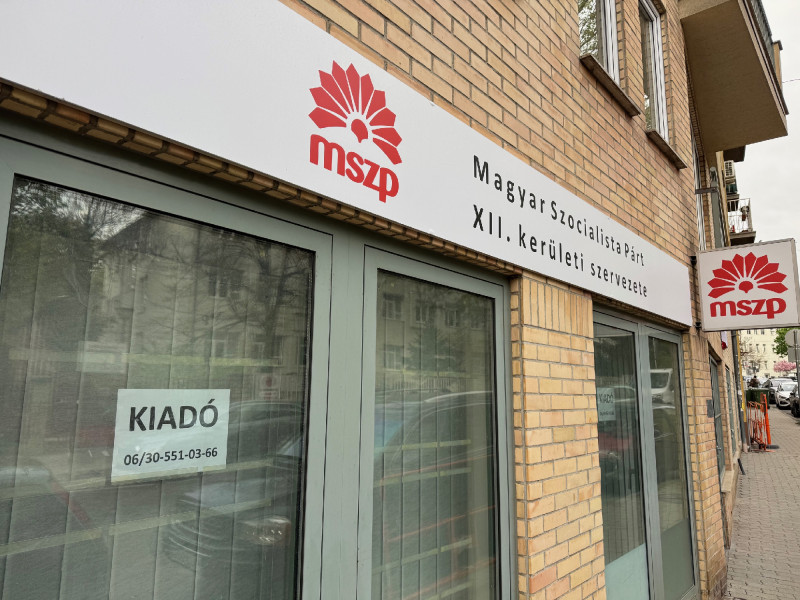 mszp
Magyar Szocialista Párt
XII. kerületi szervezete
mszp
KIADÓ
06/30-551-03-66